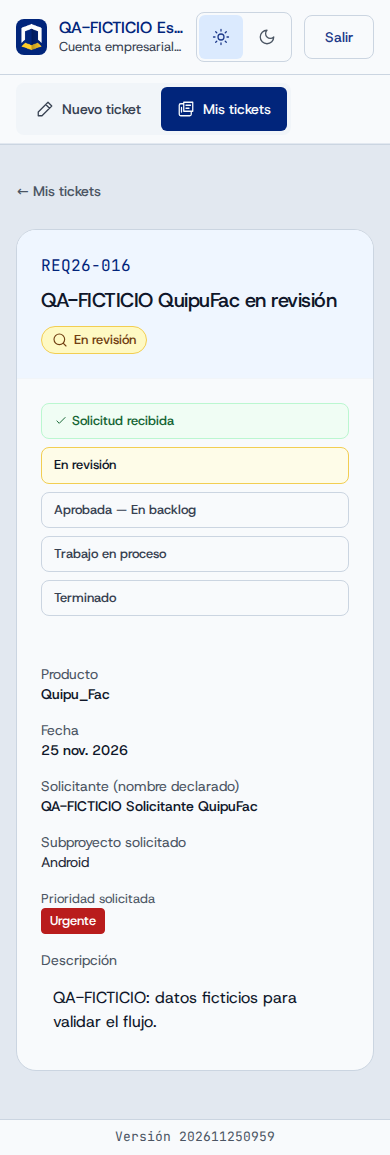 QA-FICTICIO Es...
Cuenta empresarial...
Salir
Nuevo ticket
Mis tickets
← Mis tickets
REQ26-016
QA-FICTICIO QuipuFac en revisión
En revisión
✓ Solicitud recibida
En revisión
Aprobada — En backlog
Trabajo en proceso
Terminado
Producto
Quipu_Fac
Fecha
25 nov. 2026
Solicitante (nombre declarado)
QA-FICTICIO Solicitante QuipuFac
Subproyecto solicitado
Android
Prioridad solicitada
Urgente
Descripción
QA-FICTICIO: datos ficticios para
validar el flujo.
Versión 202611250959